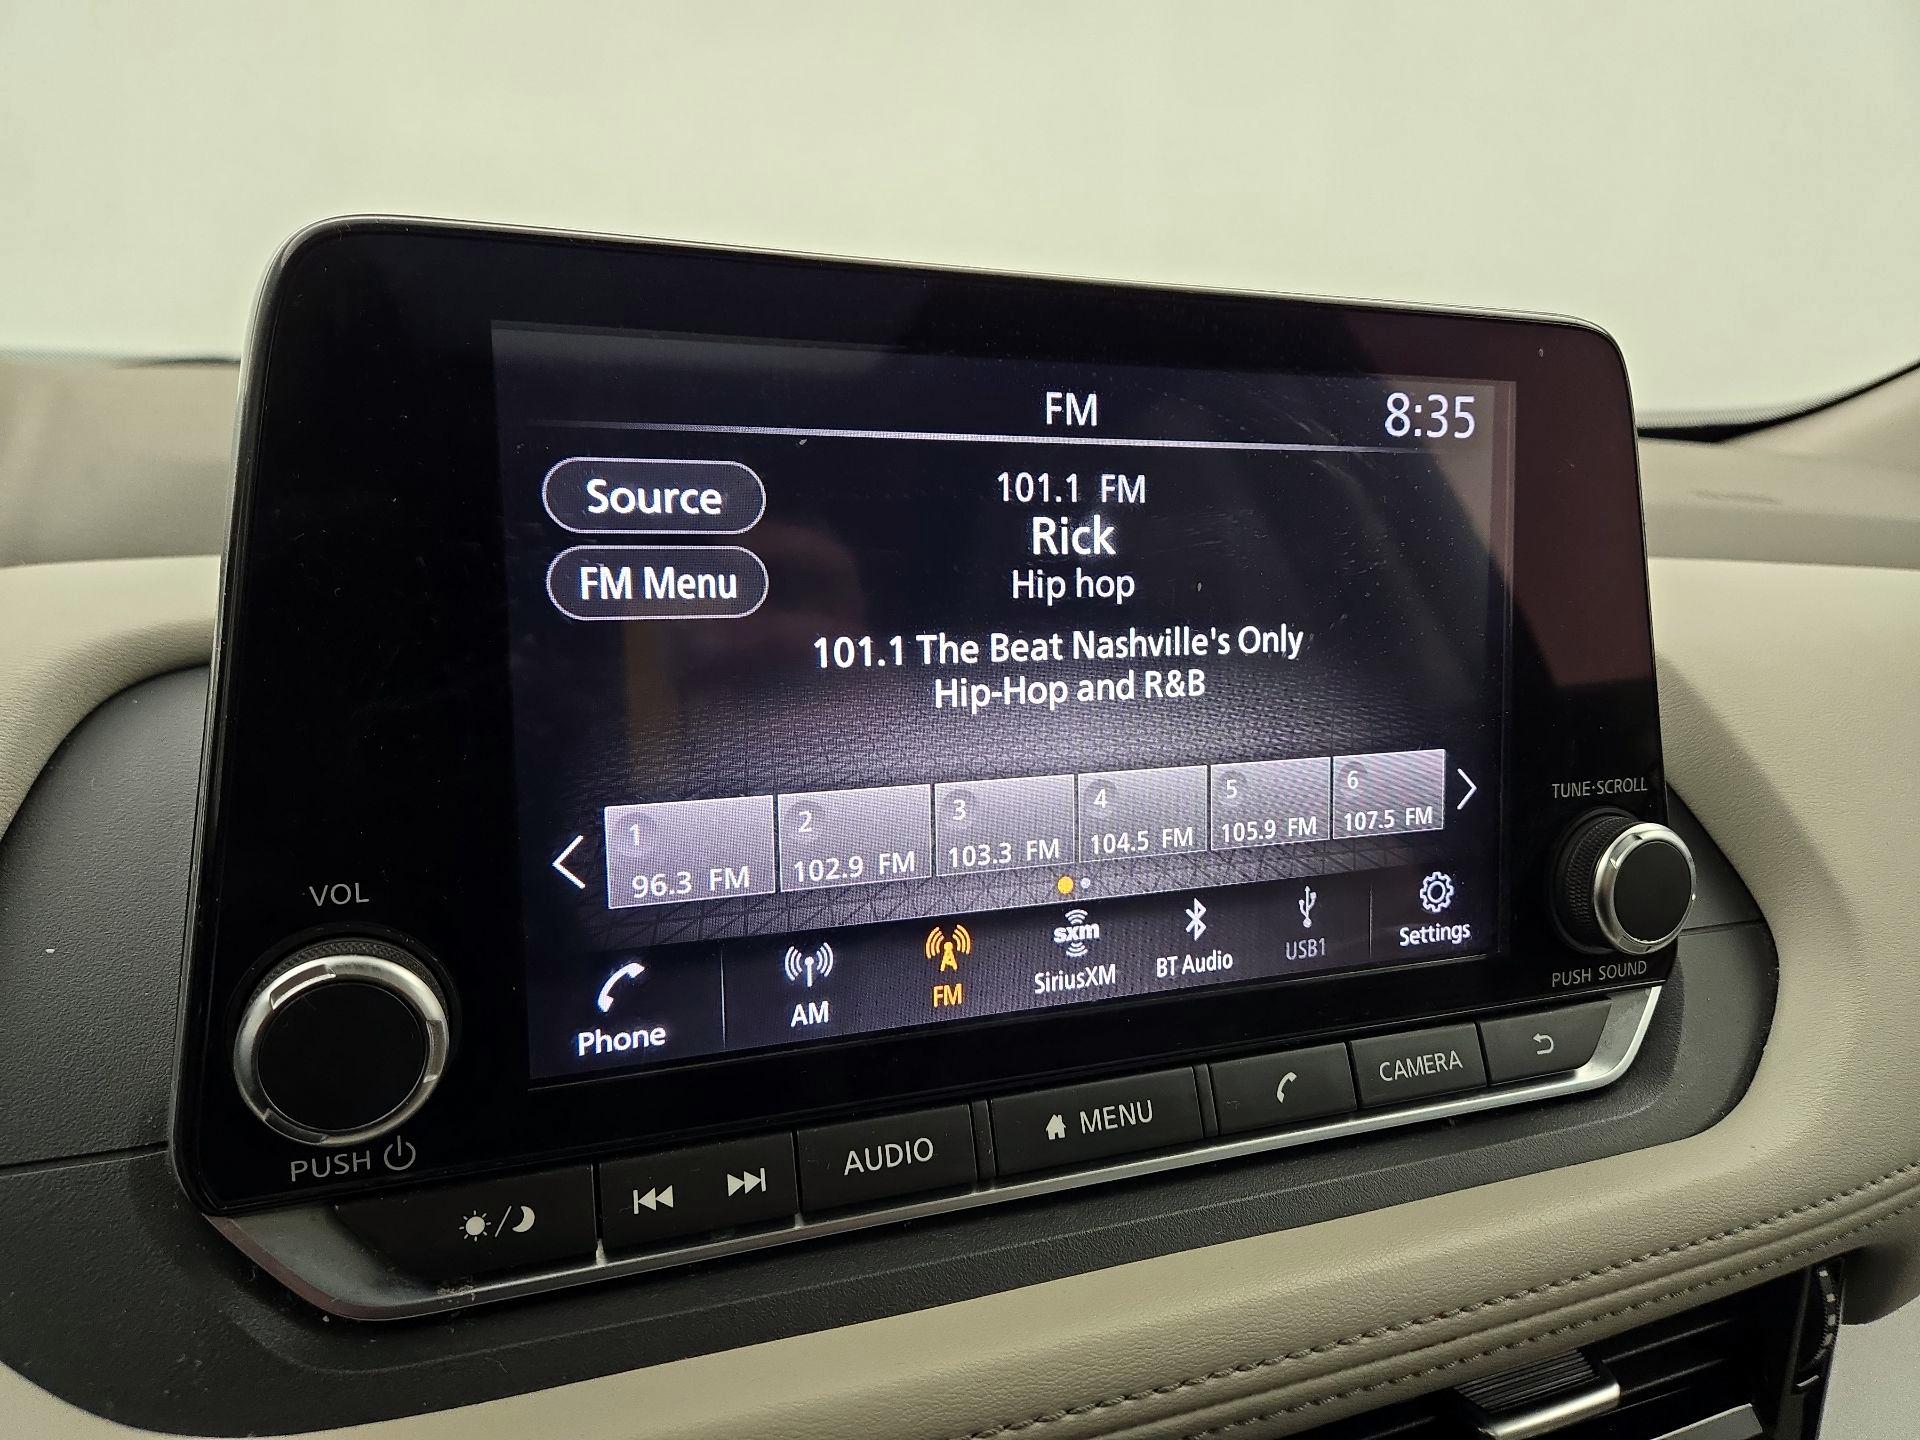 FM
8:35
Source
101.1 FM
Rick
FM Menu
Hip hop
101.1 The Beat Nashville's Only
Hip-Hop and R&B
1
96.3 FM
2
102.9 FM
3
103.3 FM
4
104.5 FM
5
105.9 FM
6
107.5 FM
Phone
AM
FM
sxm
SiriusXM
BT Audio
USB1
Settings
VOL
PUSH
TUNE·SCROLL
PUSH SOUND
AUDIO
MENU
CAMERA